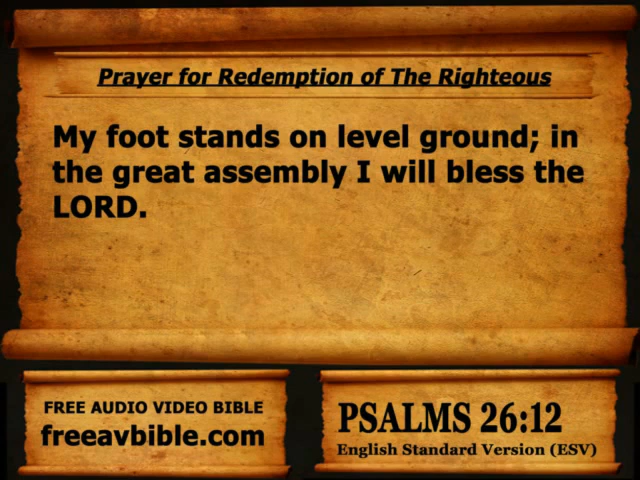 Prayer for Redemption of The Righteous
My foot stands on level ground; in
the great assembly I will bless the
LORD.
FREE AUDIO VIDEO BIBLE
freeavbible.com
PSALMS 26:12
English Standard Version (ESV)